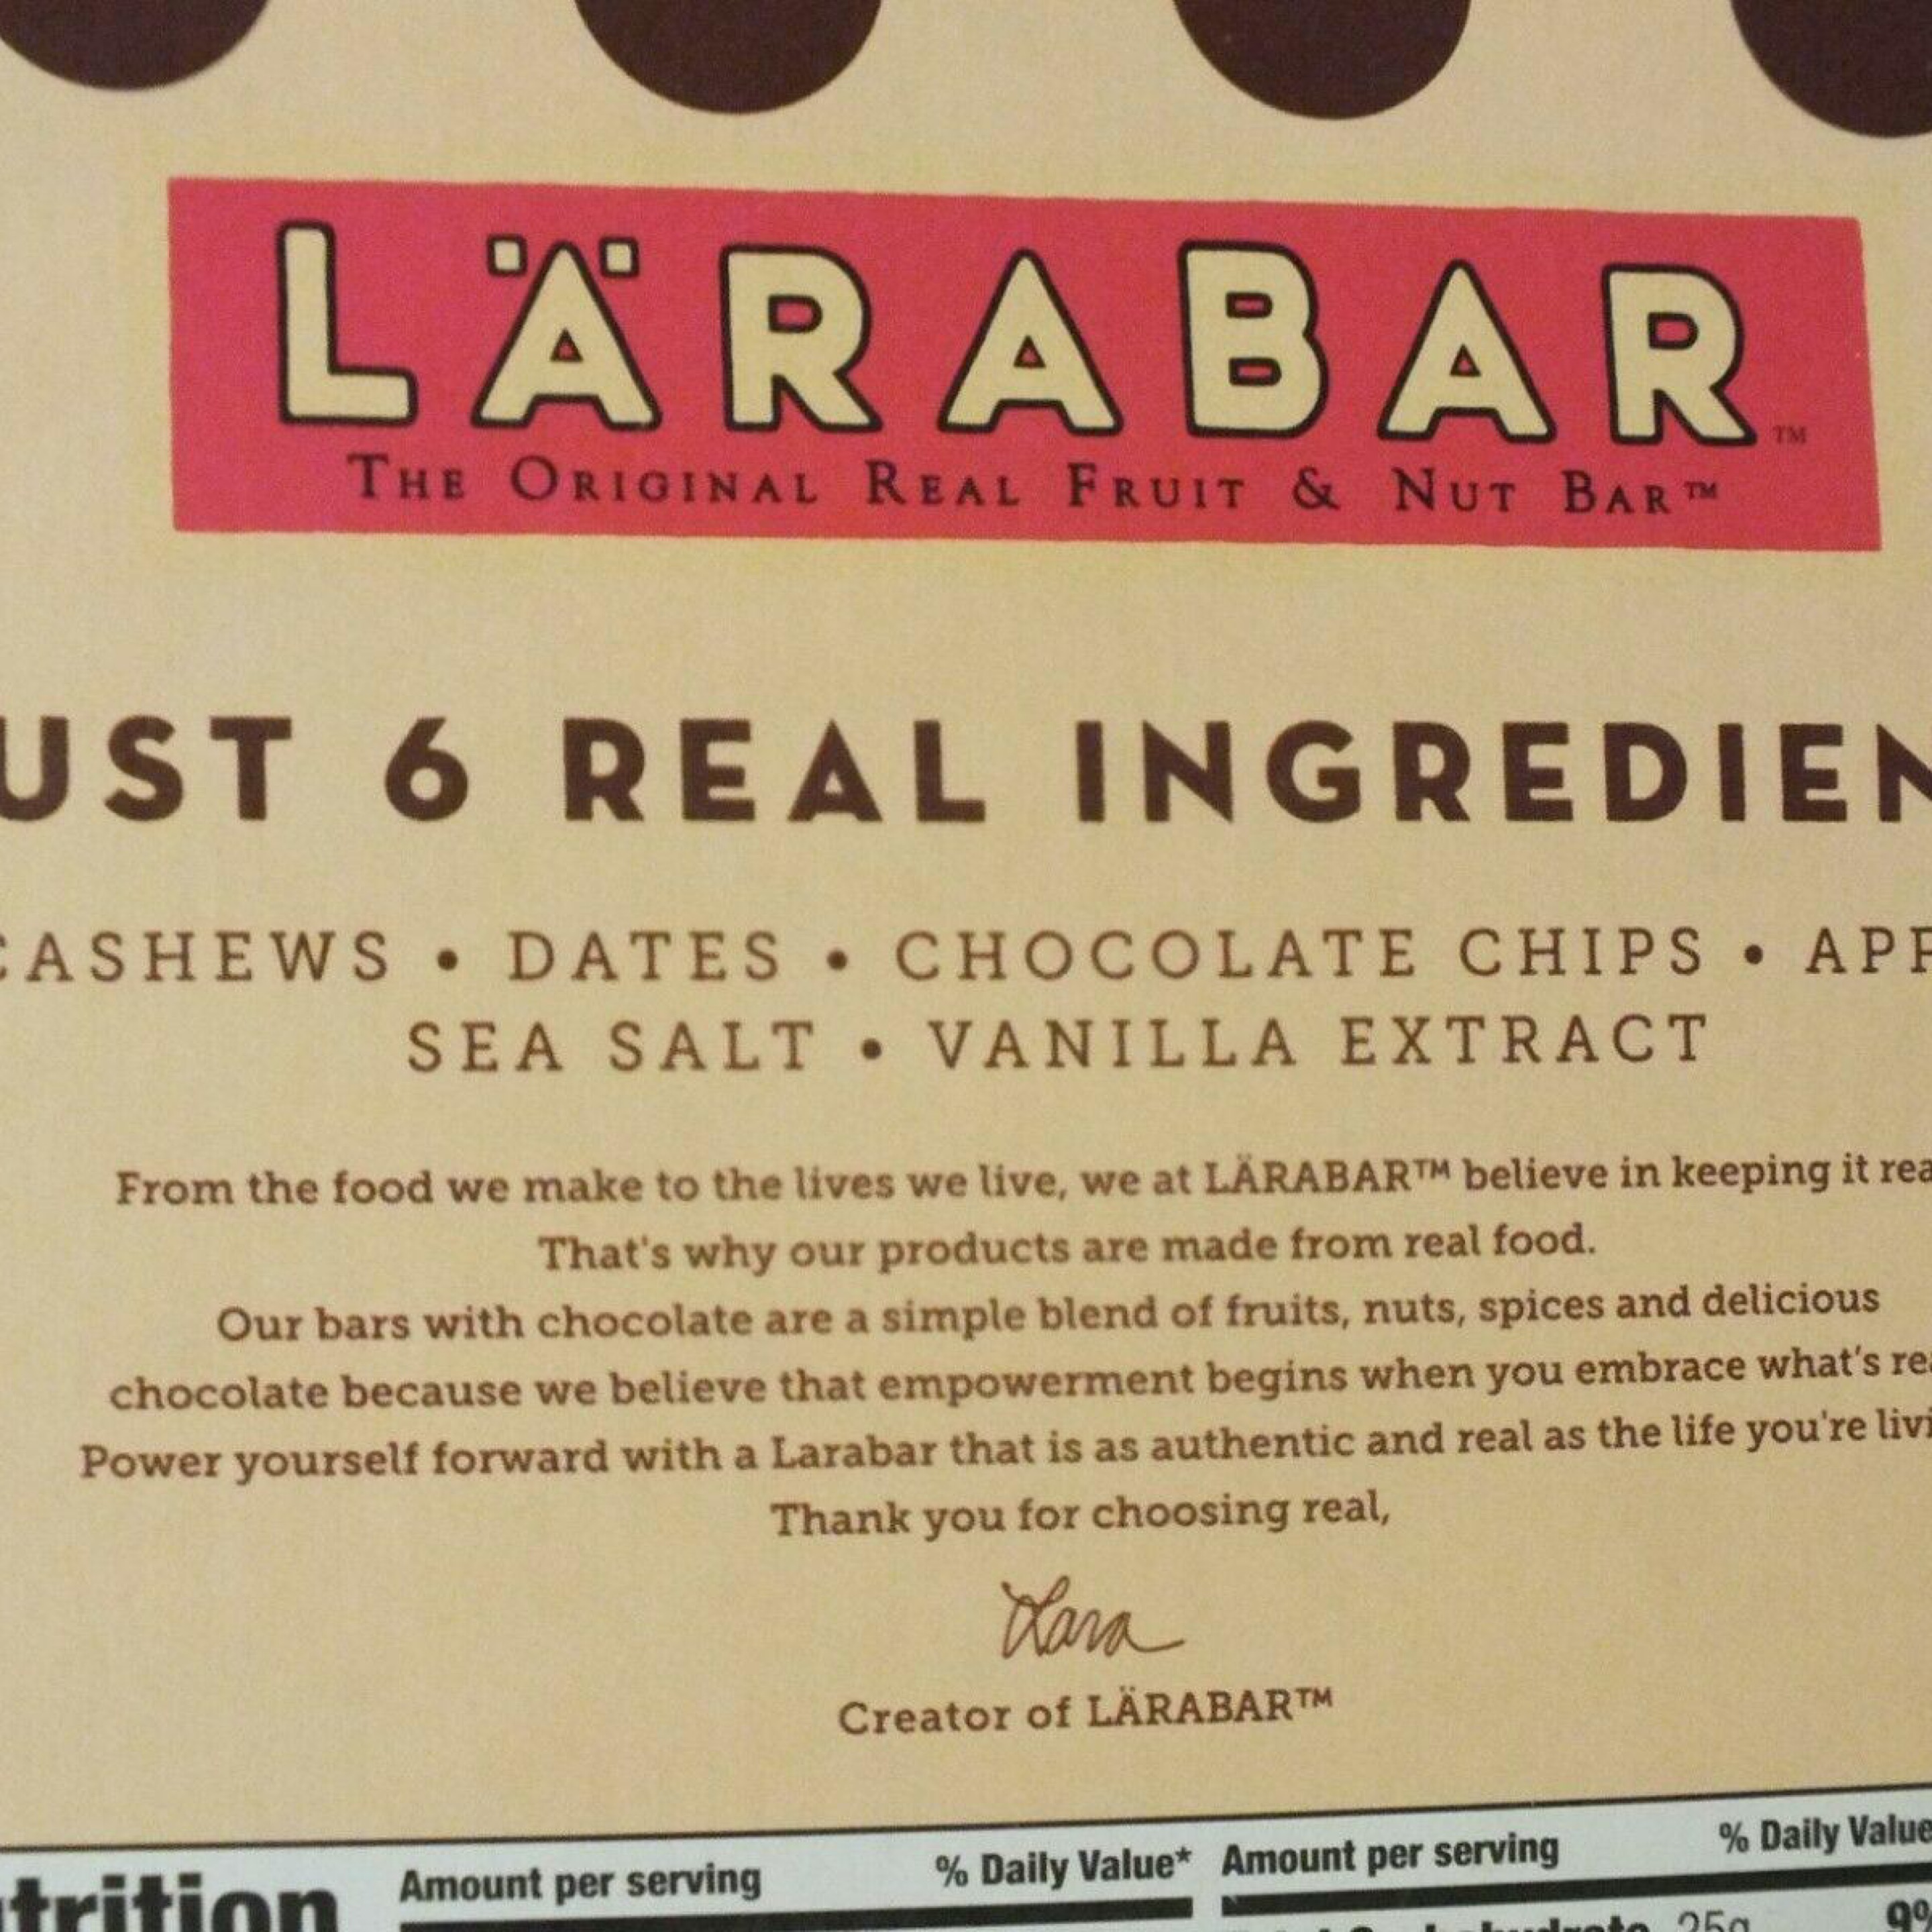 LÄRABAR™
THE ORIGINAL REAL FRUIT & NUT BAR™
UST 6 REAL INGREDIEN
CASHEWS • DATES • CHOCOLATE CHIPS • APP
SEA SALT • VANILLA EXTRACT
From the food we make to the lives we live, we at LÄRABAR™ believe in keeping it rea
That's why our products are made from real food.
Our bars with chocolate are a simple blend of fruits, nuts, spices and delicious
chocolate because we believe that empowerment begins when you embrace what's rea
Power yourself forward with a Larabar that is as authentic and real as the life you're livi
Thank you for choosing real,
Lara
Creator of LÄRABAR™
Amount per serving % Daily Value* Amount per serving % Daily Value
trition
25g 9%